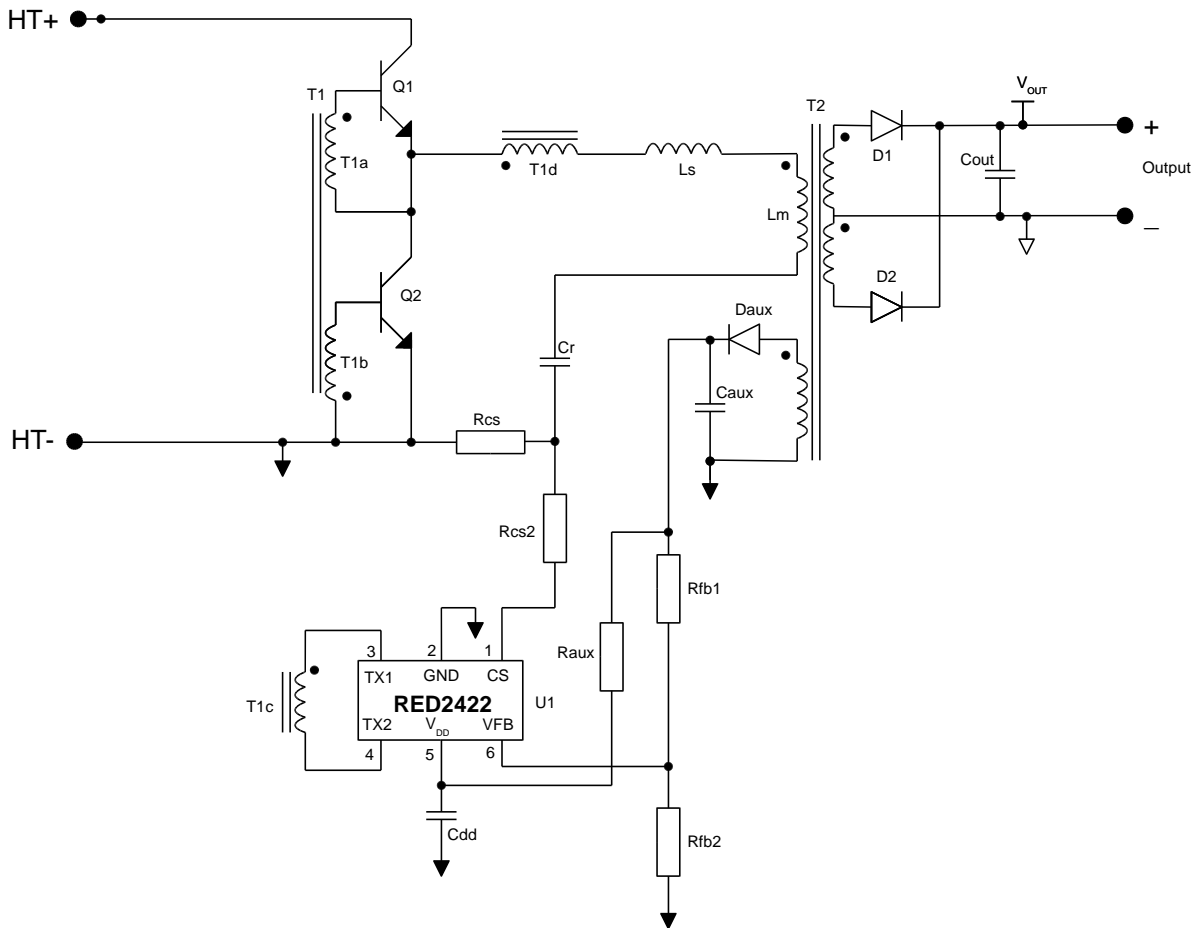 HT+
Q1
T1
T1a
T1d
Ls
Lm
T2
D1
VOUT
Cout
+
Output
–
D2
Q2
T1b
Cr
Daux
Caux
HT-
Rcs
Rcs2
Rfb1
Raux
3
2
1
TX1
GND
CS
RED2422
U1
T1c
TX2
VDD
VFB
4
5
6
Cdd
Rfb2